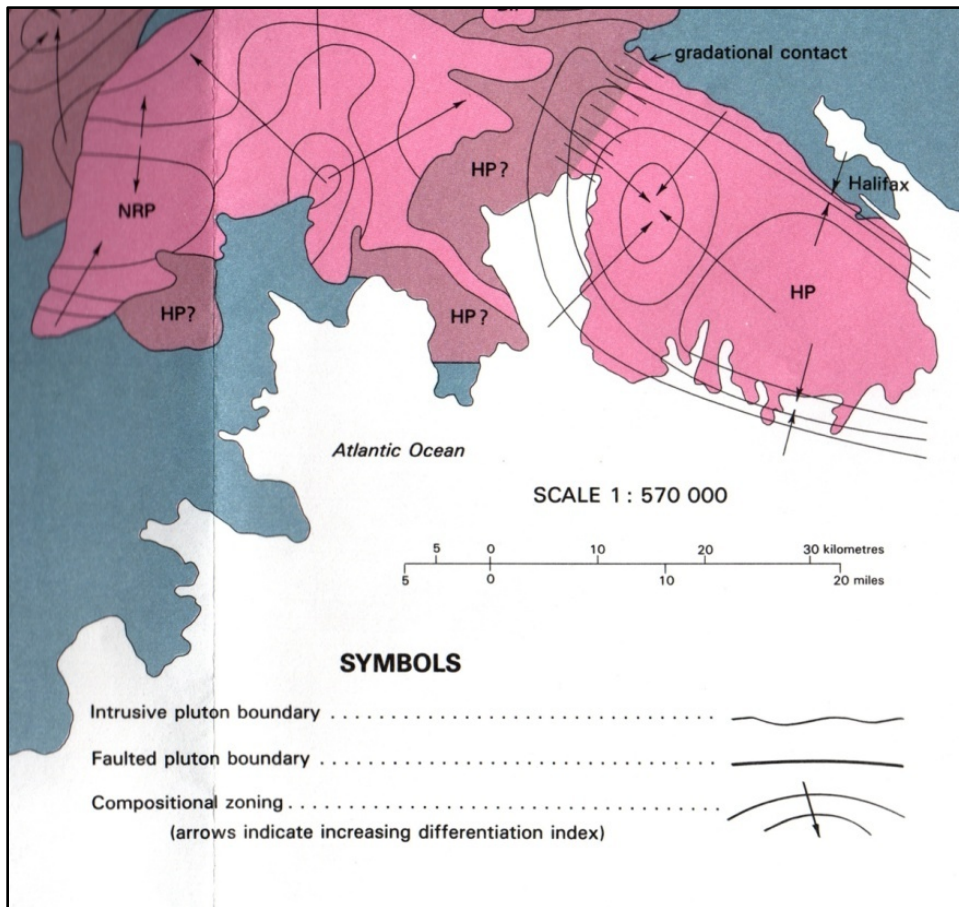 gradational contact
Halifax
HP?
NRP
HP
HP?
HP?
Atlantic Ocean
SCALE 1 : 570 000
5 0 10 20 30 kilometres
5 0 10 20 miles
SYMBOLS
Intrusive pluton boundary
Faulted pluton boundary
Compositional zoning
(arrows indicate increasing differentiation index)